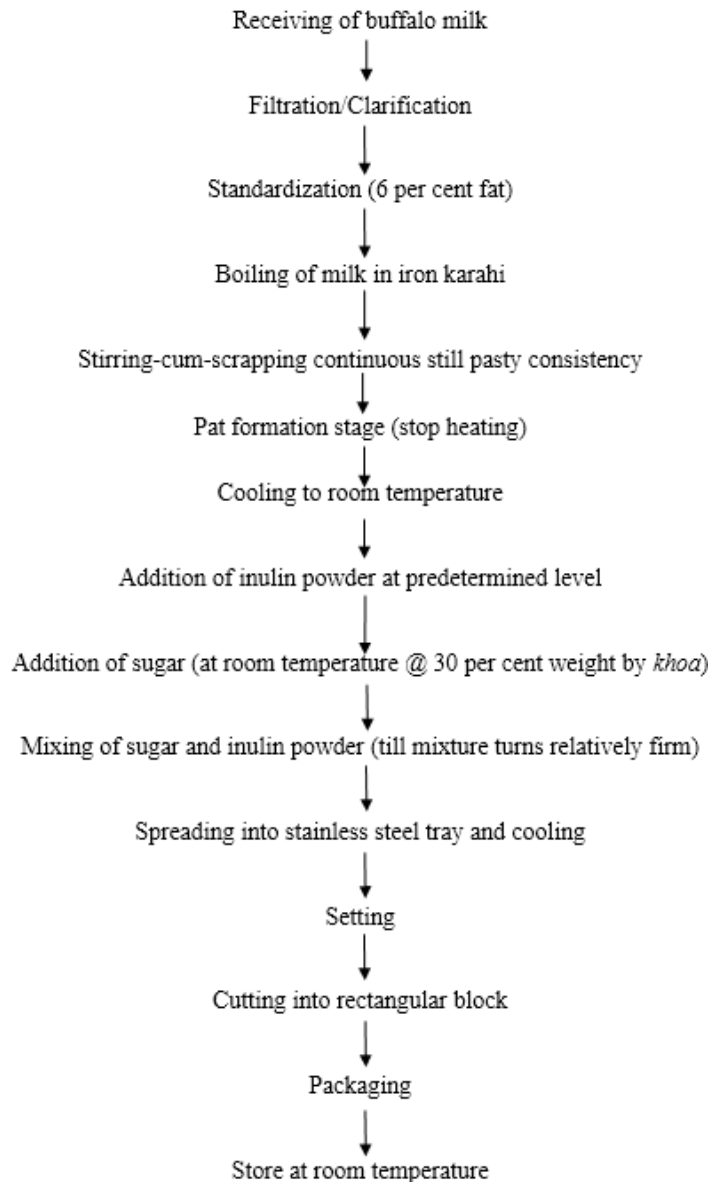 Receiving of buffalo milk
Filtration/Clarification
Standardization (6 per cent fat)
Boiling of milk in iron karahi
Stirring-cum-scrapping continuous still pasty consistency
Pat formation stage (stop heating)
Cooling to room temperature
Addition of inulin powder at predetermined level
Addition of sugar (at room temperature @ 30 per cent weight by khoa)
Mixing of sugar and inulin powder (till mixture turns relatively firm)
Spreading into stainless steel tray and cooling
Setting
Cutting into rectangular block
Packaging
Store at room temperature